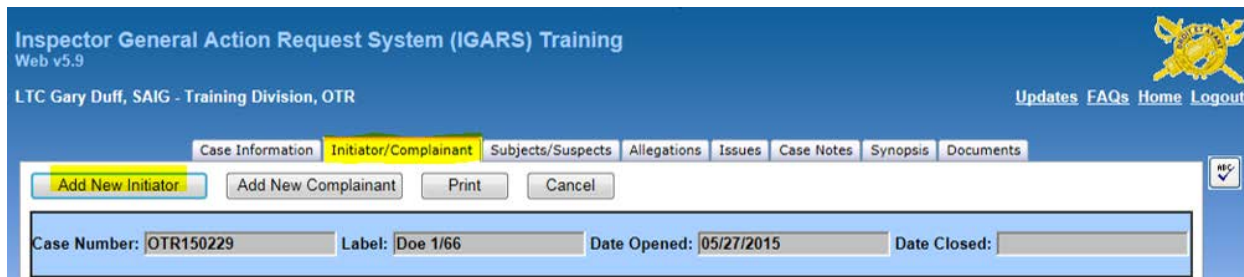 Inspector General Action Request System (IGARS) Training
Web v5.9
LTC Gary Duff, SAIG - Training Division, OTR
Updates FAQs Home Logout
Case Information Initiator/Complainant Subjects/Suspects Allegations Issues Case Notes Synopsis Documents
Add New Initiator Add New Complainant Print Cancel
ABC
Case Number: OTR150229 Label: Doe 1/66 Date Opened: 05/27/2015 Date Closed: